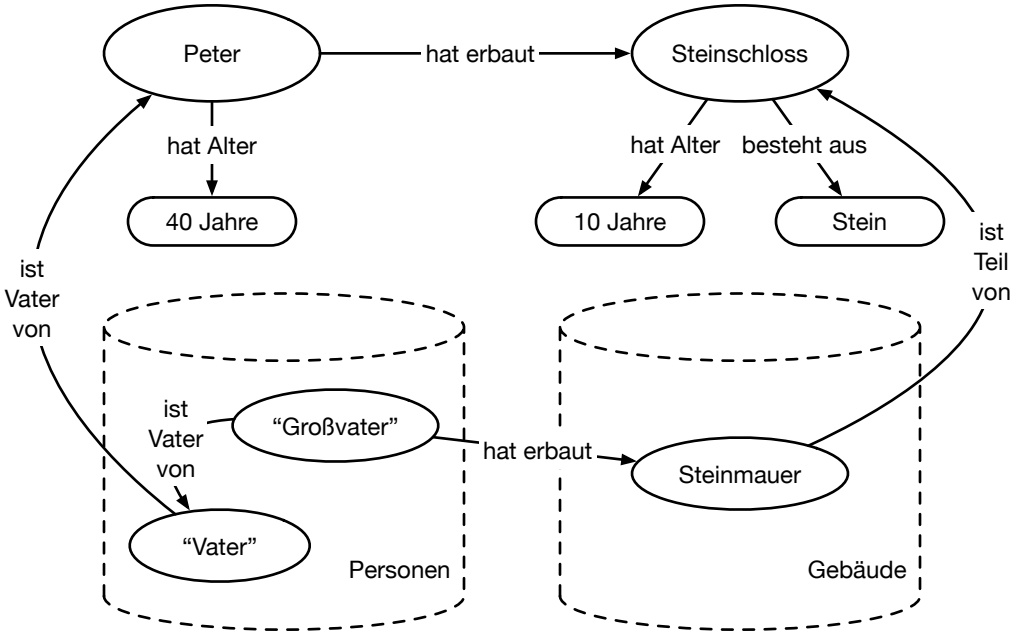 Peter
hat erbaut
Steinschloss
hat Alter
hat Alter
besteht aus
40 Jahre
10 Jahre
Stein
ist
Vater
von
ist
Teil
von
ist
Vater
von
“Großvater”
hat erbaut
Steinmauer
“Vater”
Personen
Gebäude